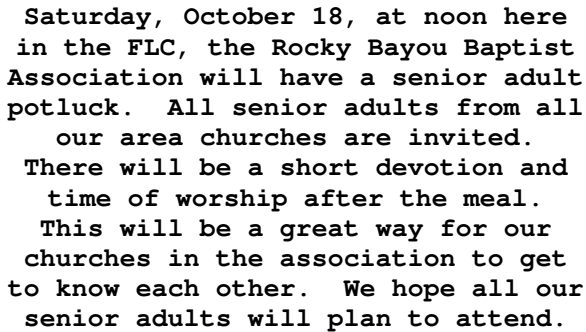 Saturday, October 18, at noon here
in the FLC, the Rocky Bayou Baptist
Association will have a senior adult
potluck.  All senior adults from all
our area churches are invited.
There will be a short devotion and
time of worship after the meal.
This will be a great way for our
churches in the association to get
to know each other.  We hope all our
senior adults will plan to attend.